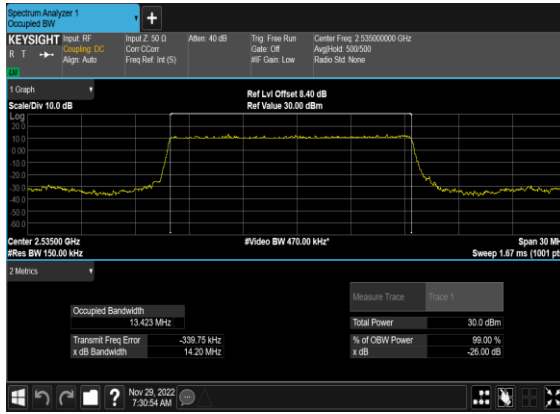 Spectrum Analyzer 1
Occupied BW
+
KEYSIGHT
R T
LW
Input: RF
Coupling: DC
Align: Auto
Input Z: 50 Ω
Corr CCorr
Freq Ref: Int (S)
Atten: 40 dB
Trig: Free Run
Gate: Off
#IF Gain: Low
Center Freq: 2.535000000 GHz
Avg|Hold: 500/500
Radio Std: None
1 Graph
Scale/Div 10.0 dB
Ref Lvl Offset 8.40 dB
Ref Value 30.00 dBm
Log
20.0
10.0
0.00
-10.0
-20.0
-30.0
-40.0
-50.0
-60.0
Center 2.53500 GHz
#Res BW 150.00 kHz
#Video BW 470.00 kHz*
Span 30 MH
Sweep 1.67 ms (1001 pt
2 Metrics
Measure Trace
Trace 1
Occupied Bandwidth
13.423 MHz
Total Power
30.0 dBm
Transmit Freq Error
-339.75 kHz
% of OBW Power
99.00 %
x dB Bandwidth
14.20 MHz
x dB
-26.00 dB
?
Nov 29, 2022
7:30:54 AM